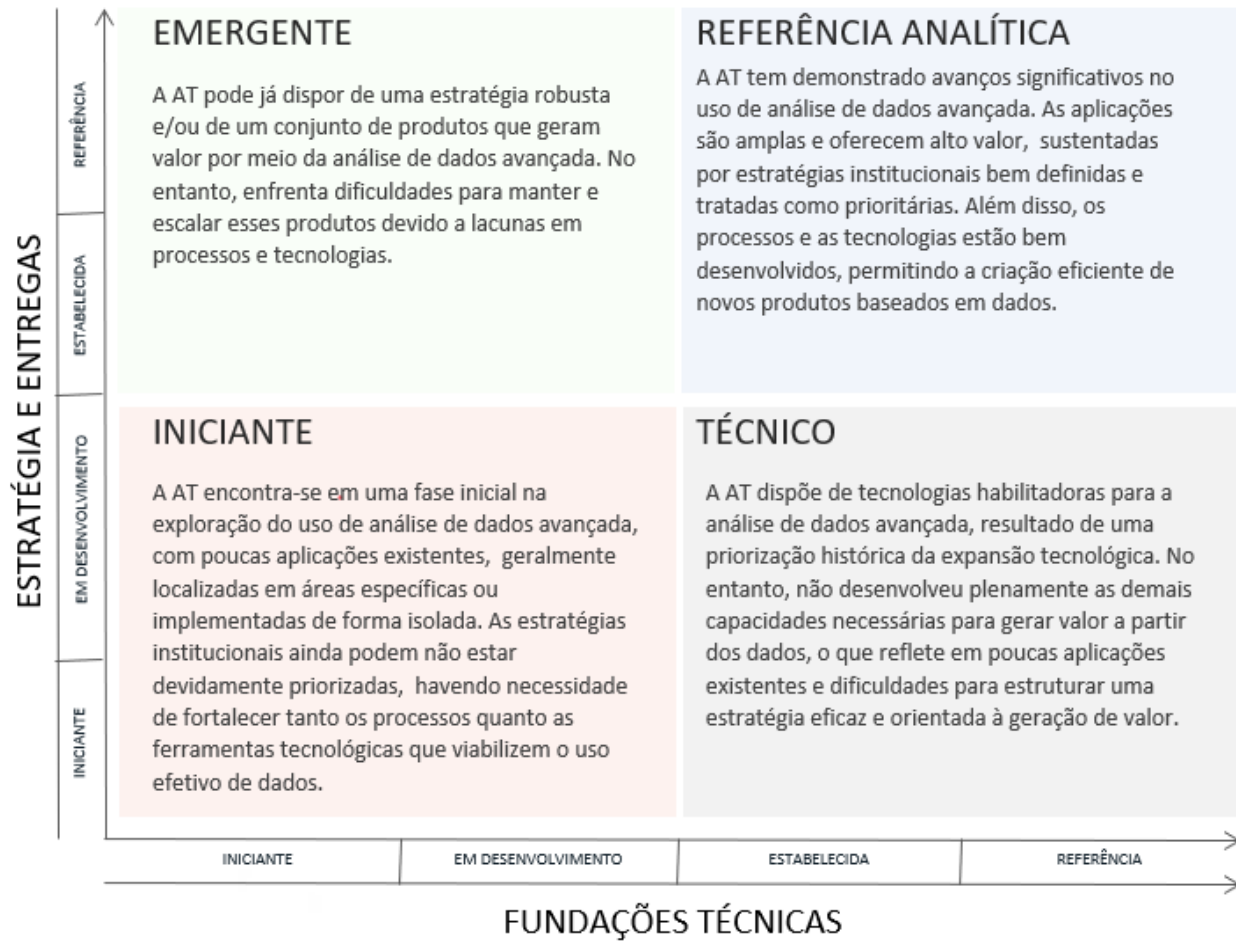 EMERGENTE
A AT pode já dispor de uma estratégia robusta
e/ou de um conjunto de produtos que geram
valor por meio da análise de dados avançada. No
entanto, enfrenta dificuldades para manter e
escalar esses produtos devido a lacunas em
processos e tecnologias.
REFERÊNCIA ANALÍTICA
A AT tem demonstrado avanços significativos no
uso de análise de dados avançada. As aplicações
são amplas e oferecem alto valor, sustentadas
por estratégias institucionais bem definidas e
tratadas como prioritárias. Além disso, os
processos e as tecnologias estão bem
desenvolvidos, permitindo a criação eficiente de
novos produtos baseados em dados.
INICIANTE
A AT encontra-se em uma fase inicial na
exploração do uso de análise de dados avançada,
com poucas aplicações existentes, geralmente
localizadas em áreas específicas ou
implementadas de forma isolada. As estratégias
institucionais ainda podem não estar
devidamente priorizadas, havendo necessidade
de fortalecer tanto os processos quanto as
ferramentas tecnológicas que viabilizem o uso
efetivo de dados.
TÉCNICO
A AT dispõe de tecnologias habilitadoras para a
análise de dados avançada, resultado de uma
priorização histórica da expansão tecnológica. No
entanto, não desenvolveu plenamente as demais
capacidades necessárias para gerar valor a partir
dos dados, o que reflete em poucas aplicações
existentes e dificuldades para estruturar uma
estratégia eficaz e orientada à geração de valor.
ESTRATÉGIA E ENTREGAS
REFERÊNCIA
ESTABELECIDA
EM DESENVOLVIMENTO
INICIANTE
INICIANTE
EM DESENVOLVIMENTO
ESTABELECIDA
REFERÊNCIA
FUNDAÇÕES TÉCNICAS